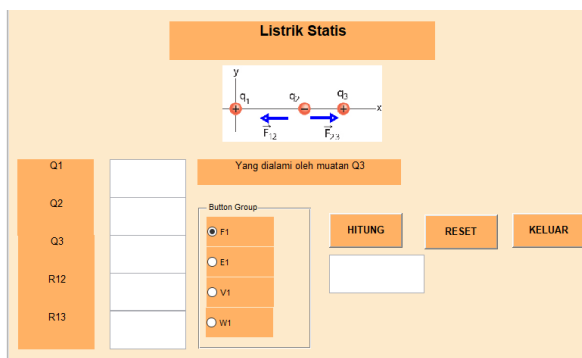 Listrik Statis
y
q1 q2 q3
x
F12 F23
Q1
Q2
Q3
R12
R13
Yang dialami oleh muatan Q3
Button Group
F1
E1
V1
W1
HITUNG
RESET
KELUAR